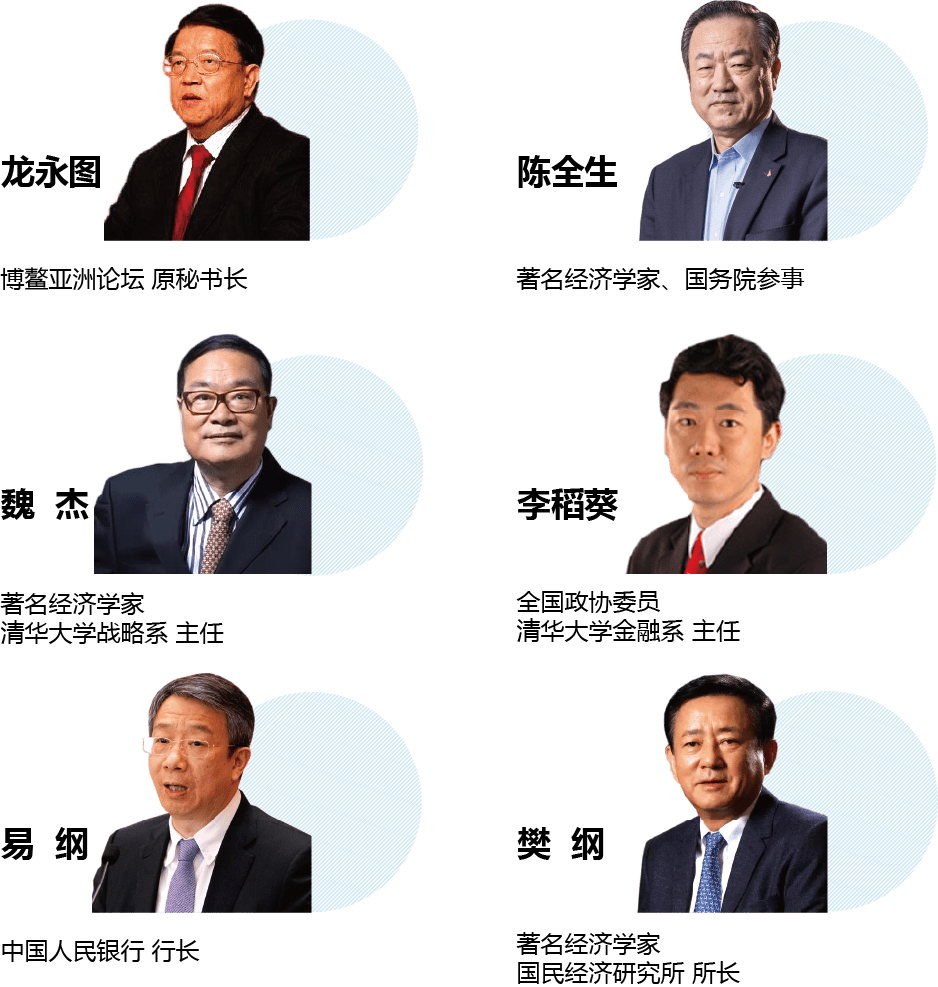 龙永图
陈全生
博鳌亚洲论坛 原秘书长
著名经济学家、国务院参事
魏 杰
李稻葵
著名经济学家
清华大学战略系 主任
全国政协委员
清华大学金融系 主任
易 纲
樊 纲
中国人民银行 行长
著名经济学家
国民经济研究所 所长